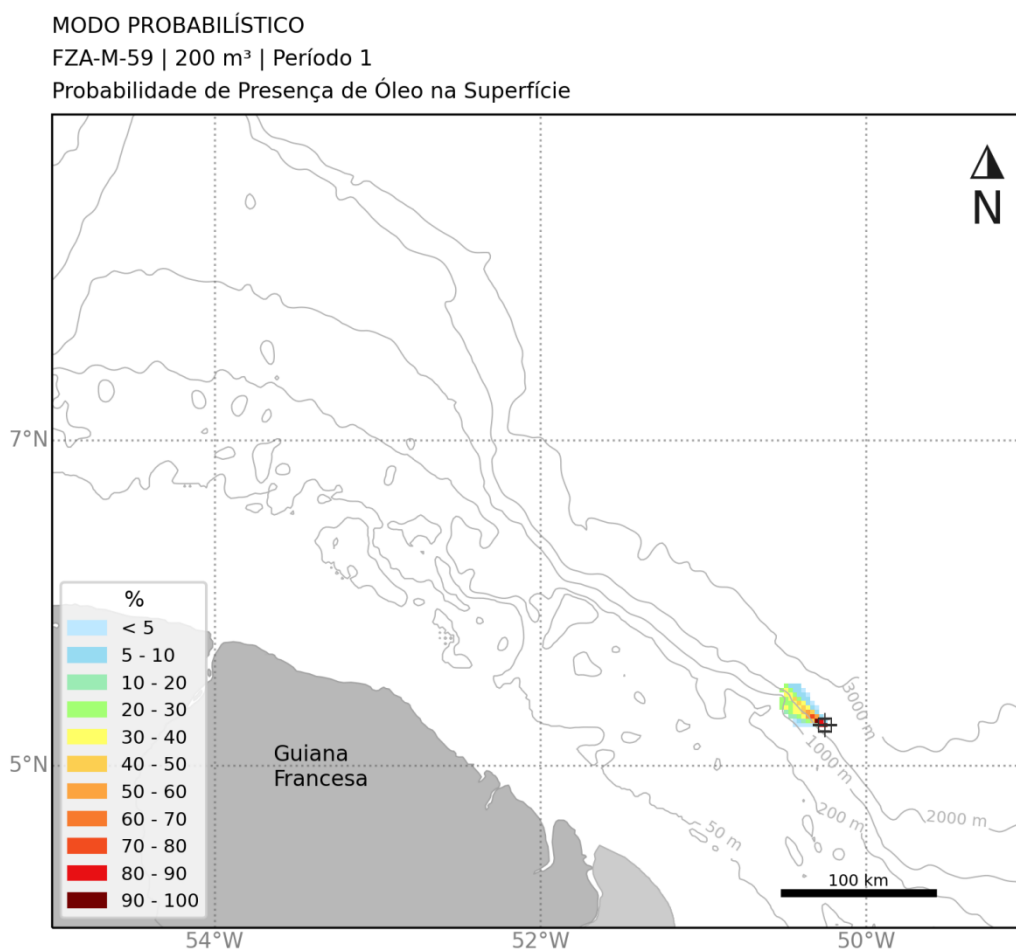 MODO PROBABILÍSTICO
FZA-M-59 | 200 m³ | Período 1
Probabilidade de Presença de Óleo na Superfície
N
7°N
5°N
%
< 5
5 - 10
10 - 20
20 - 30
30 - 40
40 - 50
50 - 60
60 - 70
70 - 80
80 - 90
90 - 100
Guiana
Francesa
3000 m
1000 m
200 m
2000 m
50 m
100 km
54°W
52°W
50°W